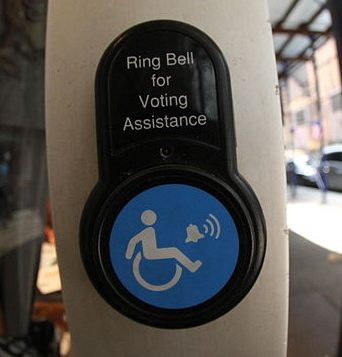 Ring Bell
for
Voting
Assistance